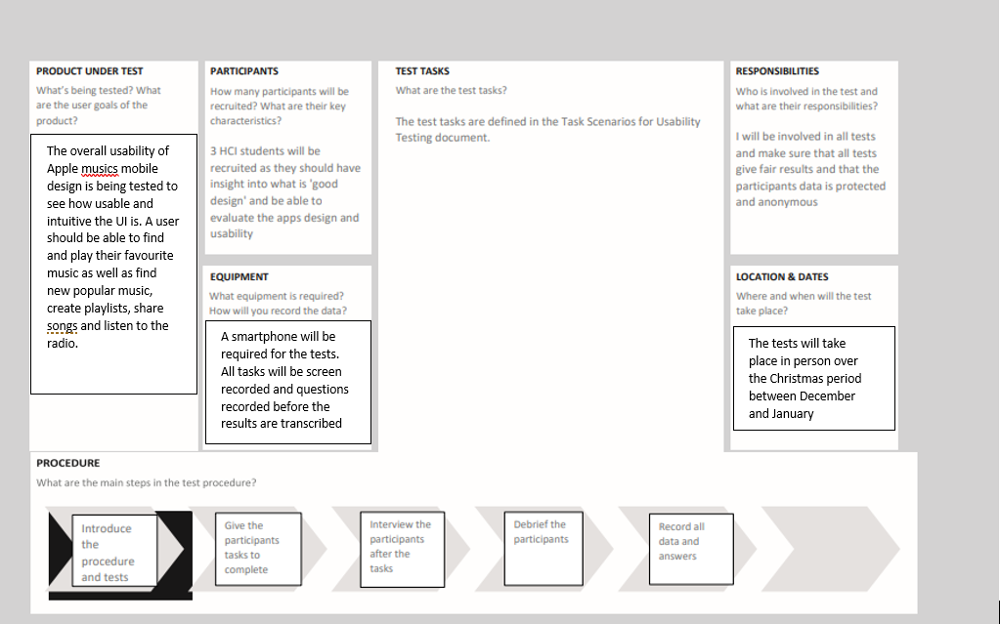 PRODUCT UNDER TEST
What's being tested? What
are the user goals of the
product?
The overall usability of
Apple musics mobile
design is being tested to
see how usable and
intuitive the UI is. A user
should be able to find
and play their favourite
music as well as find
new popular music,
create playlists, share
songs and listen to the
radio.
PARTICIPANTS
How many participants will be
recruited? What are their key
characteristics?
3 HCI students will be
recruited as they should have
insight into what is 'good
design' and be able to
evaluate the apps design and
usability
EQUIPMENT
What equipment is required?
How will you record the data?
A smartphone will be
required for the tests.
All tasks will be screen
recorded and questions
recorded before the
results are transcribed
TEST TASKS
What are the test tasks?
The test tasks are defined in the Task Scenarios for Usability
Testing document.
RESPONSIBILITIES
Who is involved in the test and
what are their responsibilities?
I will be involved in all tests
and make sure that all tests
give fair results and that the
participants data is protected
and anonymous
LOCATION & DATES
Where and when will the test
take place?
The tests will take
place in person over
the Christmas period
between December
and January
PROCEDURE
What are the main steps in the test procedure?
Introduce
the
procedure
and tests
Give the
participants
tasks to
complete
Interview the
participants
after the
tasks
Debrief the
participants
Record all
data and
answers